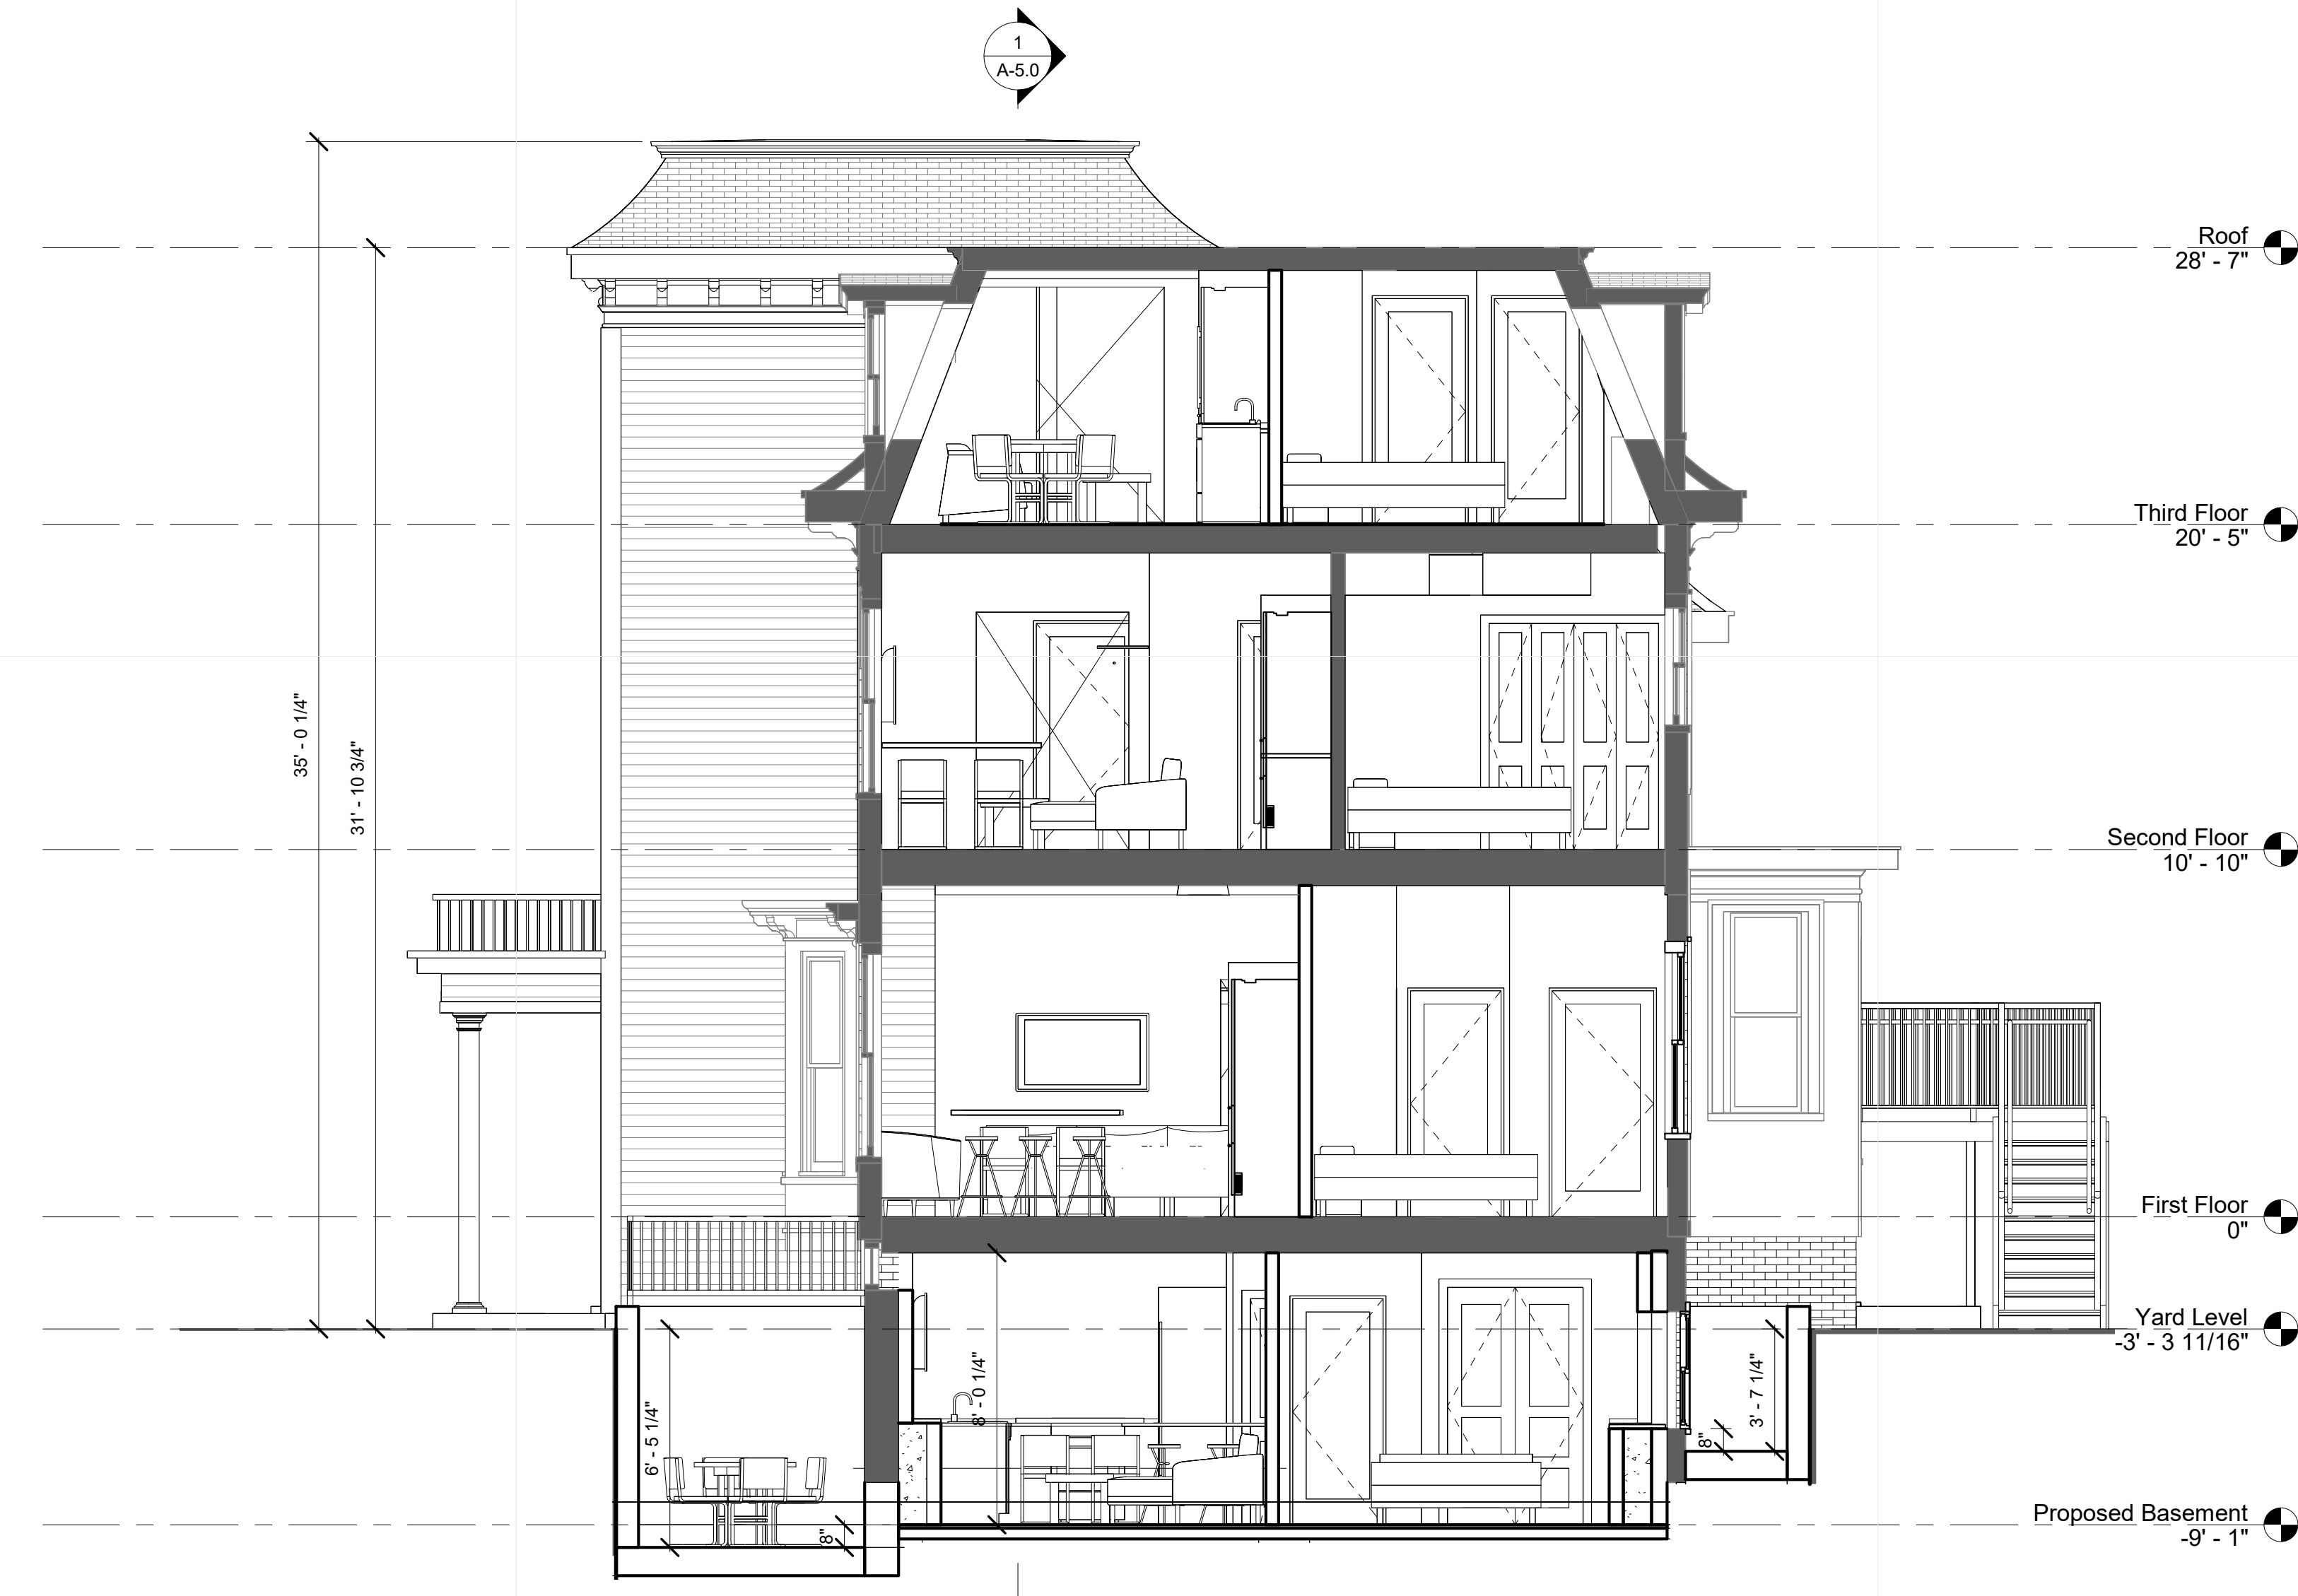 1
A-5.0
Roof
28' - 7"
Third Floor
20' - 5"
35' - 0 1/4"
31' - 10 3/4"
Second Floor
10' - 10"
First Floor
0"
Yard Level
-3' - 3 11/16"
6' - 5 1/4"
8' - 0 1/4"
3' - 7 1/4"
8"
8"
Proposed Basement
-9' - 1"